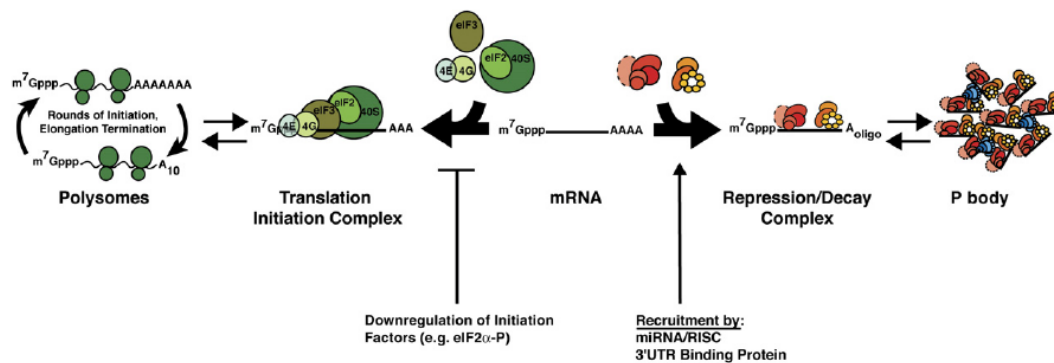 eIF3
4E
4G
eIF2
40S
m7Gppp
AAAAAAA
Rounds of Initiation,
Elongation Termination
m7Gppp
A10
Polysomes
m7Gp
4E
4G
eIF3
eIF2
40S
AAA
Translation
Initiation Complex
m7Gppp
AAAA
mRNA
m7Gppp
Aoligo
Repression/Decay
Complex
P body
Downregulation of Initiation
Factors (e.g. eIF2α-P)
Recruitment by:
miRNA/RISC
3'UTR Binding Protein